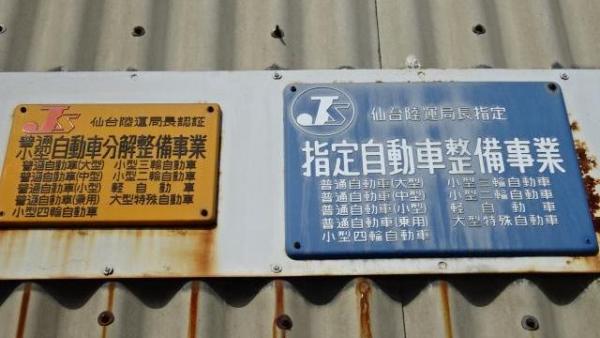 JS 仙台陸運局長認証
普通
小型自動車分解整備事業
普通自動車(大型) 小型三輪自動車
普通自動車(中型) 小型二輪自動車
普通自動車(小型) 軽自動車
普通自動車(乗用) 大型特殊自動車
小型四輪自動車
JS 仙台陸運局長指定
指定自動車整備事業
普通自動車(大型) 小型三輪自動車
普通自動車(中型) 小型二輪自動車
普通自動車(小型) 軽自動車
普通自動車(乗用) 大型特殊自動車
小型四輪自動車